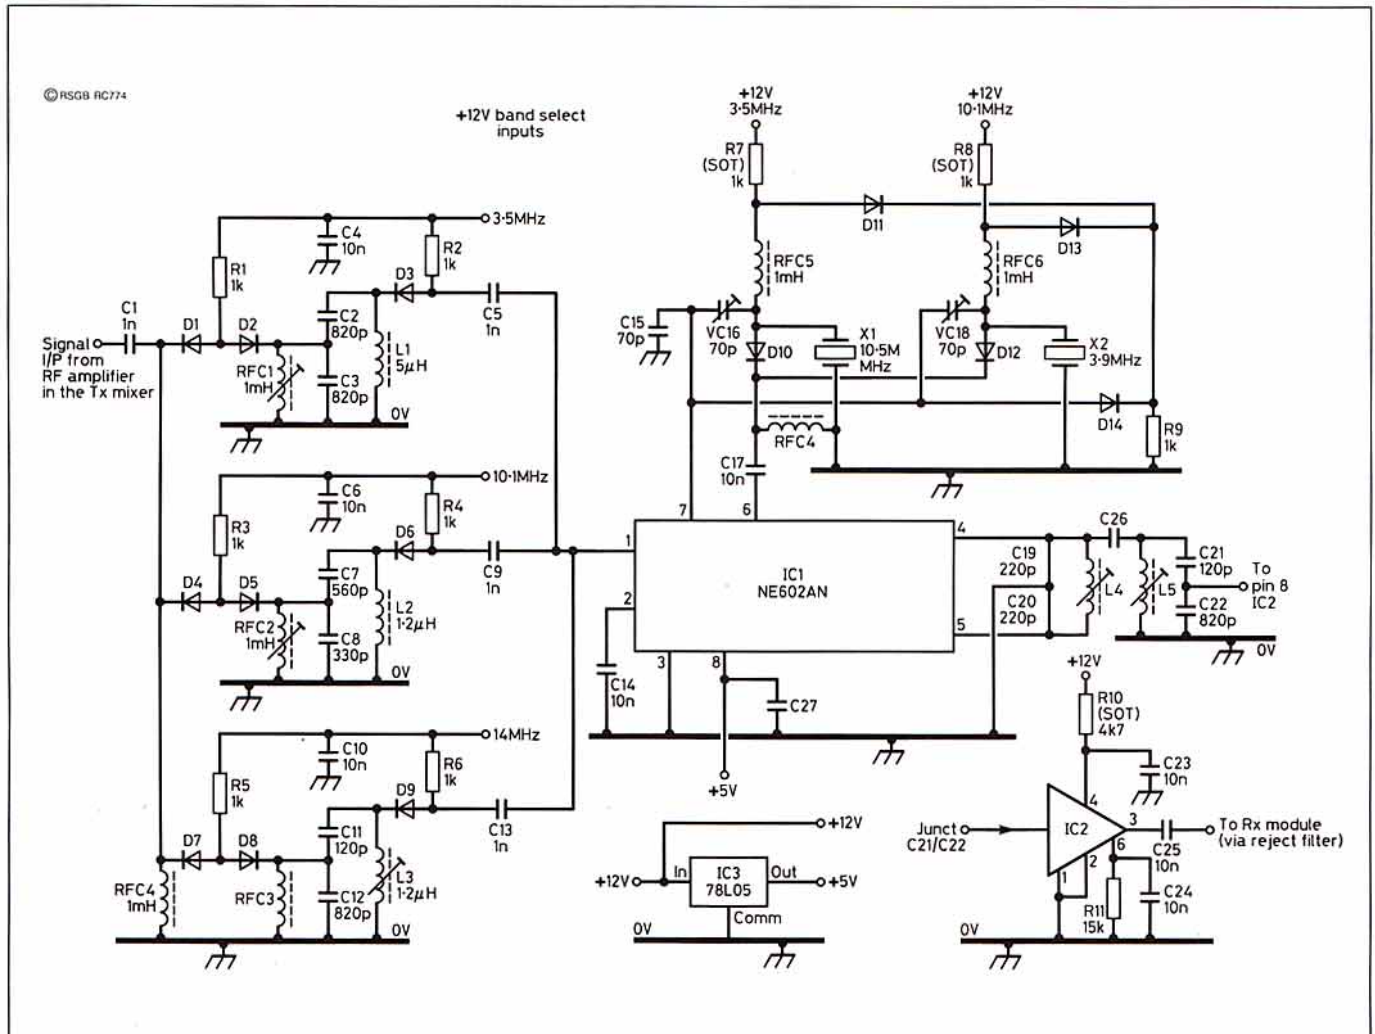 © RSGB RC774
+12V band select
inputs
3·5MHz
C4
10n
R1
1k
R2
1k
D3
C1
1n
D1
D2
C2
820p
C5
1n
Signal
I/P from
RF amplifier
in the Tx mixer
RFC1
1mH
C3
820p
L1
5μH
0V
10·1MHz
C6
10n
R3
1k
R4
1k
D6
D4
D5
C7
560p
C9
1n
RFC2
1mH
C8
330p
L2
1·2μH
0V
14MHz
C10
10n
R5
1k
R6
1k
D9
D7
D8
C11
120p
C13
1n
RFC4
1mH
RFC3
C12
820p
L3
1·2μH
0V
+12V
3·5MHz
+12V
10·1MHz
R7
(SOT)
1k
R8
(SOT)
1k
D11
D13
RFC5
1mH
RFC6
1mH
C15
70p
VC16
70p
D10
X1
10·5M
MHz
VC18
70p
D12
X2
3·9MHz
D14
RFC4
R9
1k
C17
10n
7
6
1
2
3
8
4
5
IC1
NE602AN
C14
10n
C27
+5V
C19
220p
C20
220p
L4
C26
L5
C21
120p
C22
820p
To
pin 8
IC2
0V
+12V
R10
(SOT)
4k7
C23
10n
4
Junct
C21/C22
IC2
3
6
2
1
C25
10n
To Rx module
(via reject filter)
R11
15k
C24
10n
0V
+12V
+12V
In
IC3
78L05
Out
+5V
Comm
0V